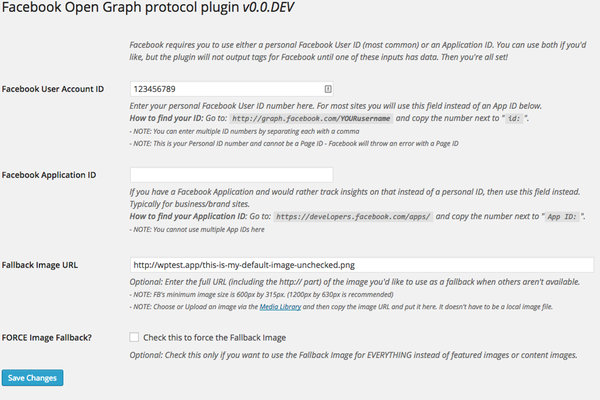 Facebook Open Graph protocol plugin v0.0.DEV
Facebook requires you to use either a personal Facebook User ID (most common) or an Application ID. You can use both if you'd
like, but the plugin will not output tags for Facebook until one of these inputs has data. Then you're all set!
Facebook User Account ID
123456789
Enter your personal Facebook User ID number here. For most sites you will use this field instead of an App ID below.
How to find your ID: Go to: http://graph.facebook.com/YOURusername and copy the number next to "id:".
- NOTE: You can enter multiple ID numbers by separating each with a comma
- NOTE: This is your Personal ID number and cannot be a Page ID - Facebook will throw an error with a Page ID
Facebook Application ID
If you have a Facebook Application and would rather track insights on that instead of a personal ID, then use this field instead.
Typically for business/brand sites.
How to find your Application ID: Go to: https://developers.facebook.com/apps/ and copy the number next to "App ID:"
- NOTE: You cannot use multiple App IDs here
Fallback Image URL
http://wptest.app/this-is-my-default-image-unchecked.png
Optional: Enter the full URL (including the http:// part) of the image you'd like to use as a fallback when others aren't available.
- NOTE: FB's minimum image size is 600px by 315px. (1200px by 630px is recommended)
- NOTE: Choose or Upload an image via the Media Library and then copy the image URL and put it here. It doesn't have to be a local image file.
FORCE Image Fallback?
Check this to force the Fallback Image
Optional: Check this only if you want to use the Fallback Image for EVERYTHING instead of featured images or content images.
Save Changes